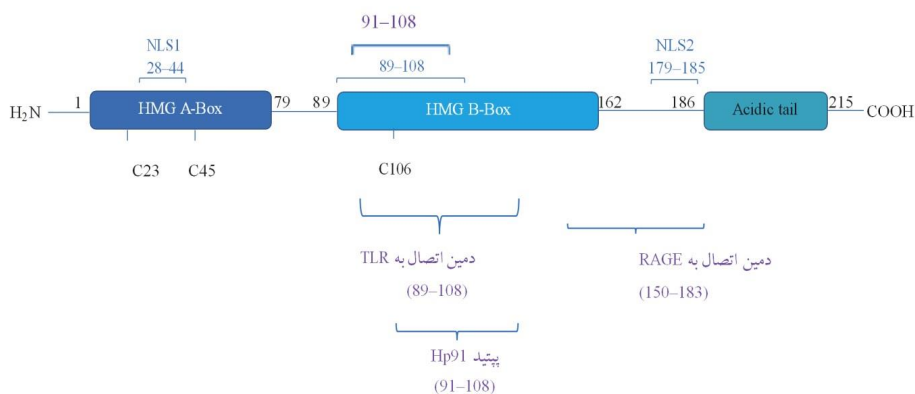 91–108
NLS1
28–44
89–108
NLS2
179–185
H₂N 1 HMG A-Box 79 89 HMG B-Box 162 186 Acidic tail 215 COOH
C23 C45 C106
دمین اتصال به TLR
(89–108)
دمین اتصال به RAGE
(150–183)
پپتید Hp91
(91–108)